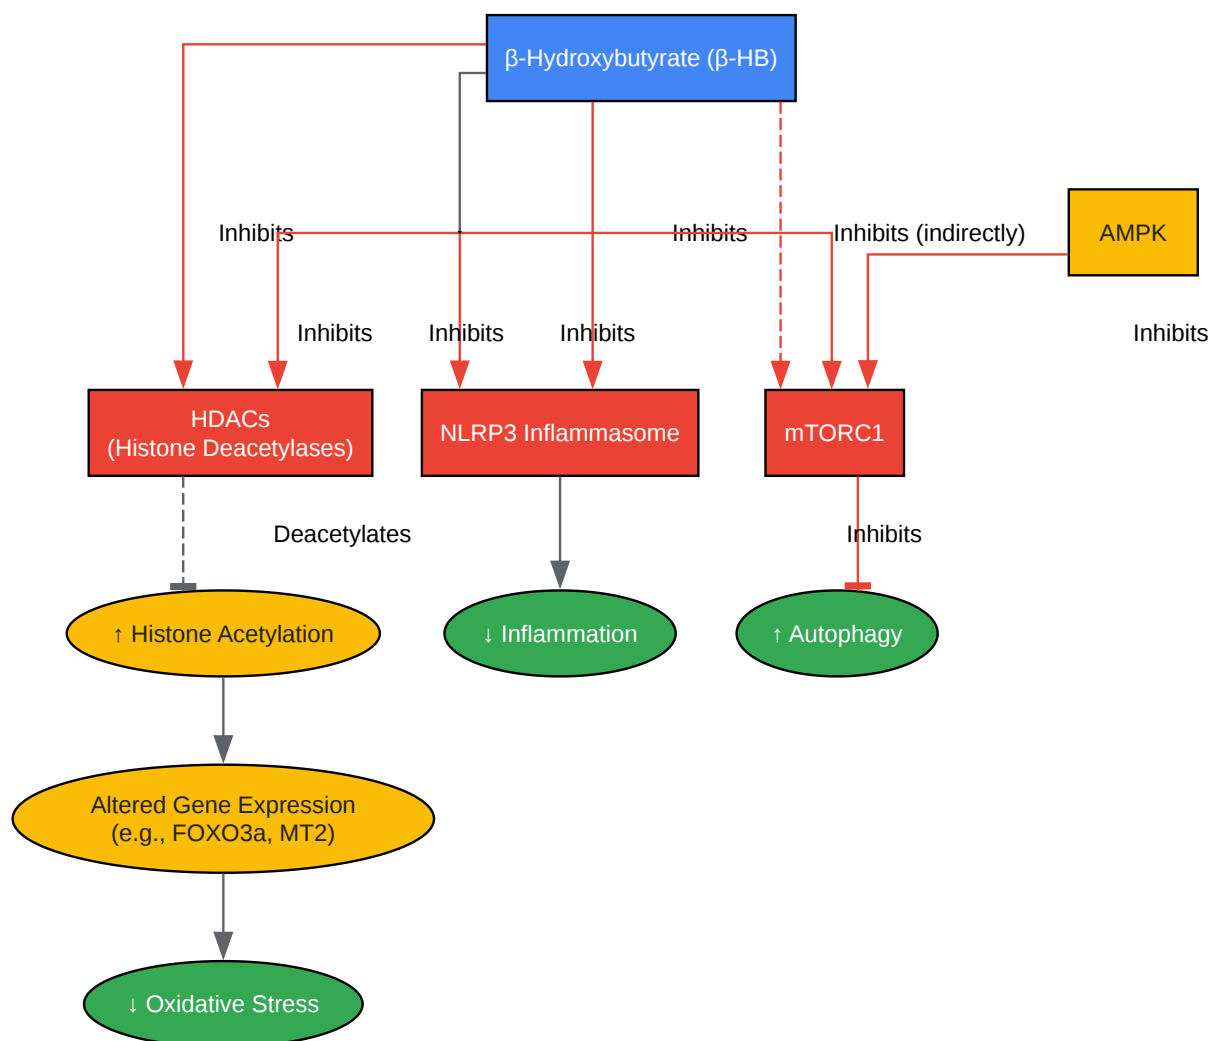 β-Hydroxybutyrate (β-HB)
AMPK
Inhibits
Inhibits
Inhibits (indirectly)
Inhibits
Inhibits
Inhibits
Inhibits
HDACs
(Histone Deacetylases)
NLRP3 Inflammasome
mTORC1
Deacetylates
Inhibits
↑ Histone Acetylation
↓ Inflammation
↑ Autophagy
Altered Gene Expression
(e.g., FOXO3a, MT2)
↓ Oxidative Stress